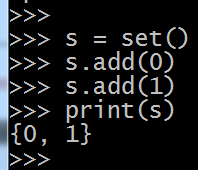 >>>
>>> s = set()
>>> s.add(0)
>>> s.add(1)
>>> print(s)
{0, 1}
>>>